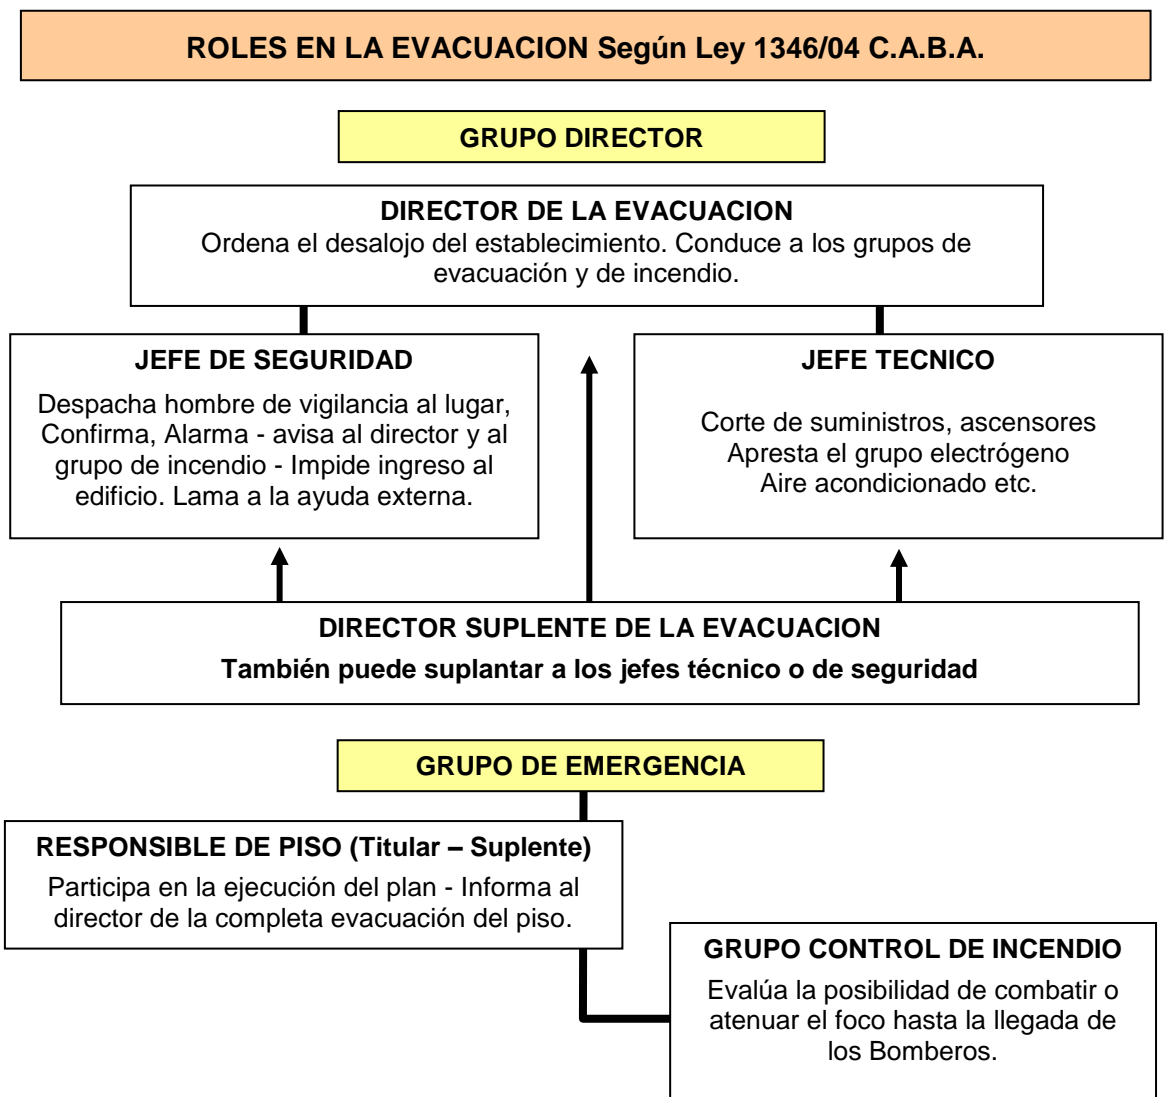 ROLES EN LA EVACUACION Según Ley 1346/04 C.A.B.A.
GRUPO DIRECTOR
DIRECTOR DE LA EVACUACION
Ordena el desalojo del establecimiento. Conduce a los grupos de
evacuación y de incendio.
JEFE DE SEGURIDAD
Despacha hombre de vigilancia al lugar,
Confirma, Alarma - avisa al director y al
grupo de incendio - Impide ingreso al
edificio. Lama a la ayuda externa.
JEFE TECNICO
Corte de suministros, ascensores
Apresta el grupo electrógeno
Aire acondicionado etc.
DIRECTOR SUPLENTE DE LA EVACUACION
También puede suplantar a los jefes técnico o de seguridad
GRUPO DE EMERGENCIA
RESPONSIBLE DE PISO (Titular – Suplente)
Participa en la ejecución del plan - Informa al
director de la completa evacuación del piso.
GRUPO CONTROL DE INCENDIO
Evalúa la posibilidad de combatir o
atenuar el foco hasta la llegada de
los Bomberos.